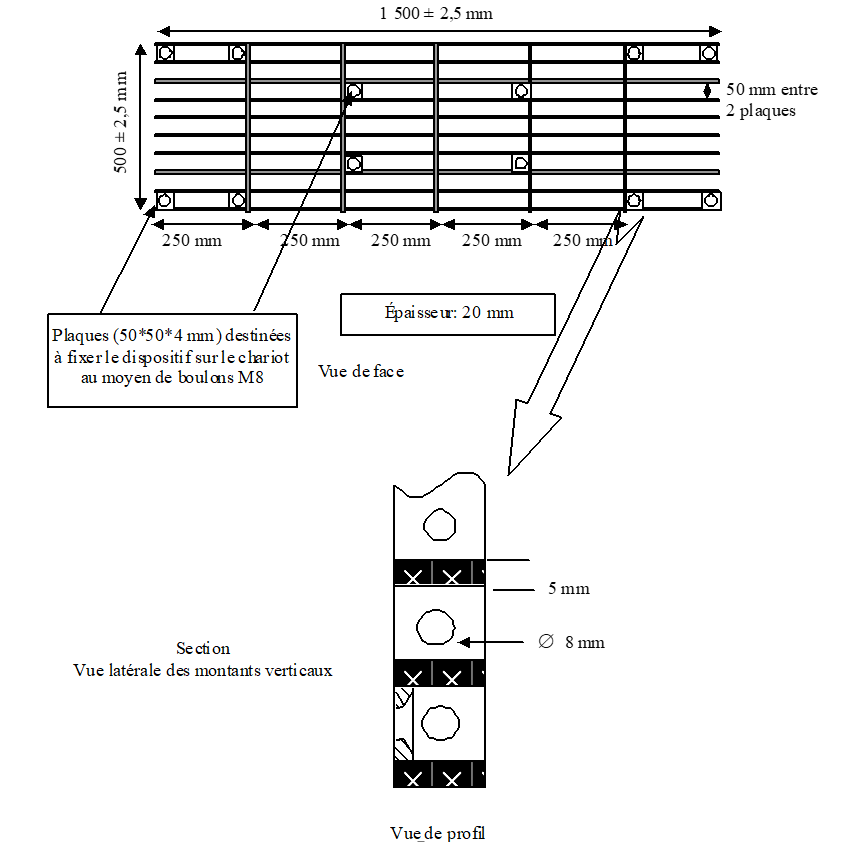 1 500 ± 2,5 mm
500 ± 2,5 mm
50 mm entre
2 plaques
250 mm
250 mm
250 mm
250 mm
250 mm
Épaisseur: 20 mm
Plaques (50*50*4 mm) destinées
à fixer le dispositif sur le chariot
au moyen de boulons M8
Vue de face
5 mm
∅ 8 mm
Section
Vue latérale des montants verticaux
Vue de profil